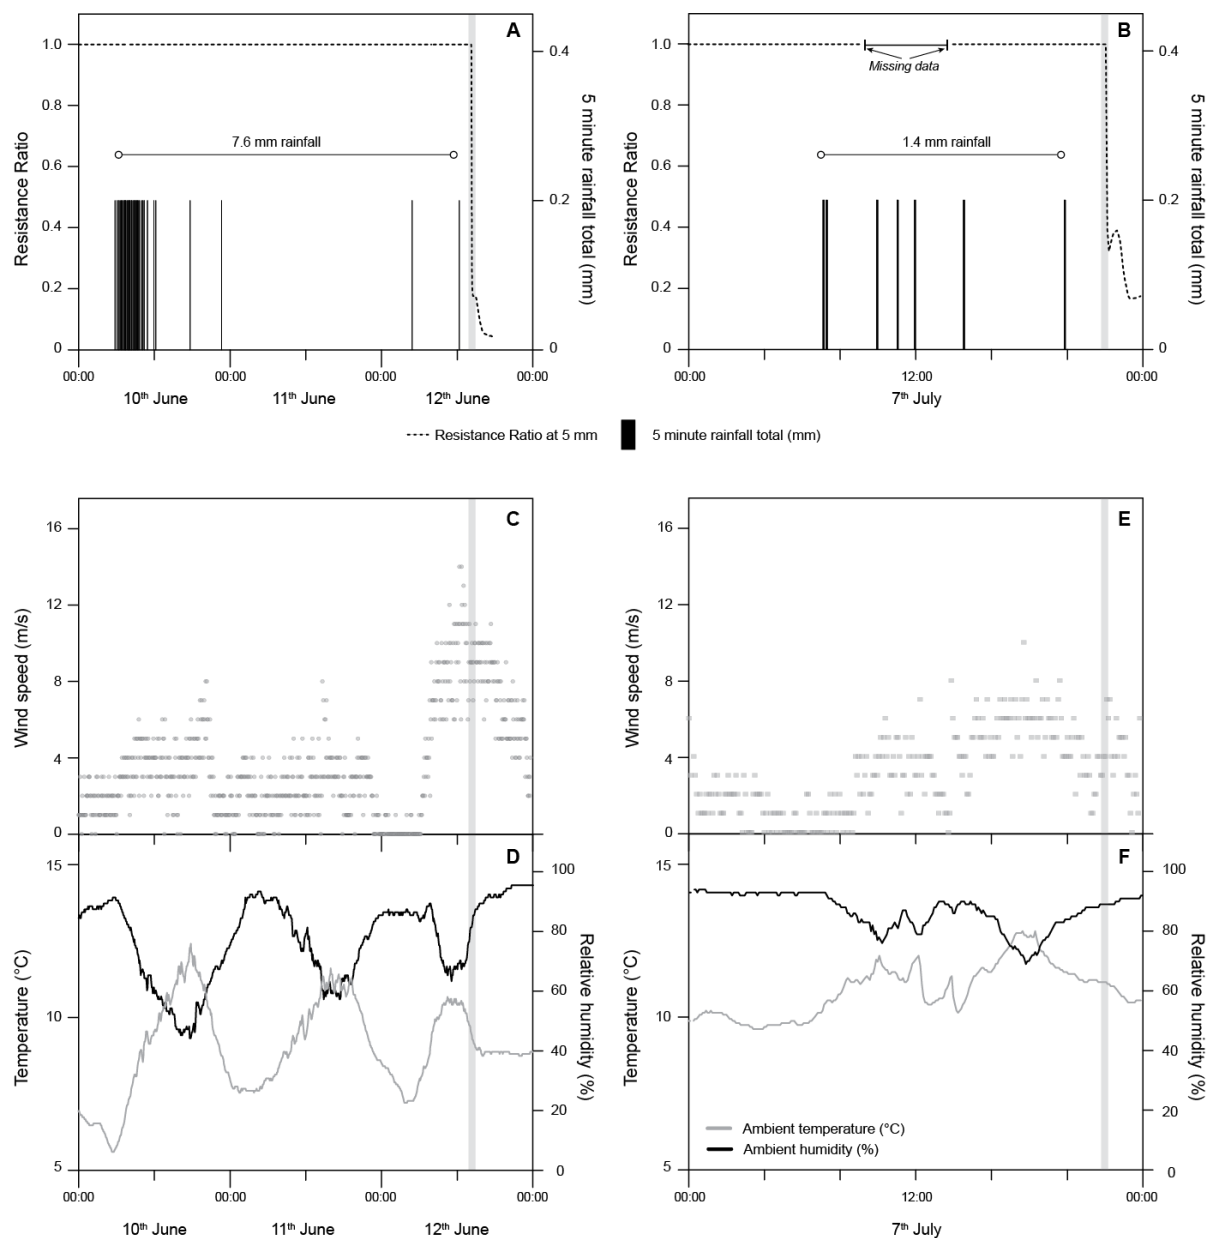 A
B
1.0
0.8
0.6
0.4
0.2
0
Resistance Ratio
0.4
0.2
0
5 minute rainfall total (mm)
7.6 mm rainfall
00:00
00:00
00:00
00:00
10th June
11th June
12th June
1.0
0.8
0.6
0.4
0.2
0
Resistance Ratio
Missing data
1.4 mm rainfall
0.4
0.2
0
5 minute rainfall total (mm)
00:00
12:00
00:00
7th July
Resistance Ratio at 5 mm
5 minute rainfall total (mm)
C
16
12
8
4
0
Wind speed (m/s)
E
16
12
8
4
0
Wind speed (m/s)
D
15
10
5
Temperature (°C)
100
80
60
40
20
0
Relative humidity (%)
00:00
00:00
00:00
00:00
10th June
11th June
12th June
F
15
10
5
Temperature (°C)
100
80
60
40
20
0
Relative humidity (%)
Ambient temperature (°C)
Ambient humidity (%)
00:00
12:00
00:00
7th July